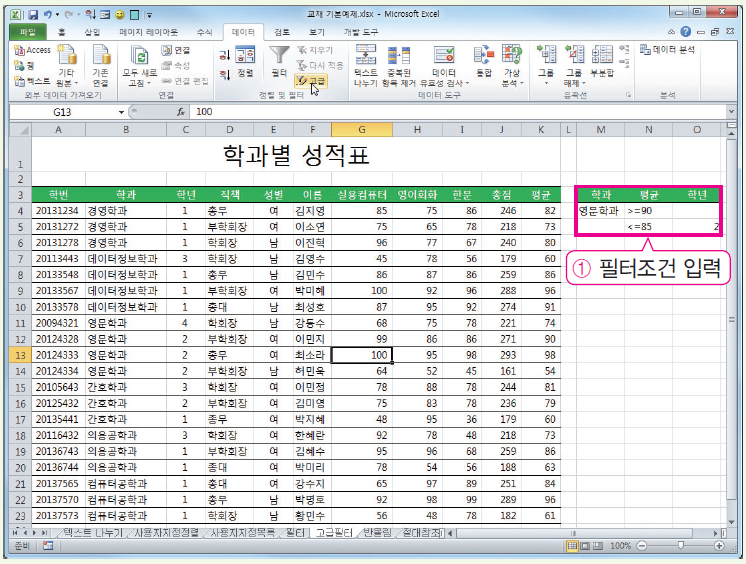 교재 기본예제.xlsx - Microsoft Excel
파일 홈 삽입 페이지 레이아웃 수식 데이터 검토 보기 개발 도구
Access
웹
텍스트
기타 원본
기존 연결
모두 새로 고침
연결
속성
연결 편집
정렬
필터
지우기
다시 적용
고급
텍스트 나누기
중복된 항목 제거
데이터 유효성 검사
통합
가상 분석
그룹
그룹 해제
부분합
데이터 분석
외부 데이터 가져오기 연결 정렬 및 필터 데이터 도구 윤곽선 분석
G13 fx 100
A B C D E F G H I J K L M N O
1 학과별 성적표
2
3 학번 학과 학년 직책 성별 이름 실용컴퓨터 영어회화 한문 총점 평균 학과 평균 학년
4 20131234 경영학과 1 총무 여 김지영 85 75 86 246 82 영문학과 >=90
5 20131272 경영학과 1 부학회장 여 이소연 75 65 78 218 73 <=85 2
6 20131278 경영학과 1 학회장 남 이진혁 96 77 67 240 80
7 20113443 데이터정보학과 3 학회장 남 김영수 45 78 56 179 60
8 20133548 데이터정보학과 1 총무 남 김민수 86 87 86 259 86
9 20133567 데이터정보학과 1 부학회장 여 박미혜 100 92 96 288 96
10 20133578 데이터정보학과 1 총대 남 최성호 87 95 92 274 91
11 20094321 영문학과 4 학회장 남 강동수 68 75 78 221 74
12 20124328 영문학과 2 부학회장 여 이민지 99 86 86 271 90
13 20124333 영문학과 2 총무 여 최소라 100 95 98 293 98
14 20124334 영문학과 2 부학회장 남 허민욱 64 52 45 161 54
15 20105643 간호학과 3 학회장 여 이민정 78 88 78 244 81
16 20125432 간호학과 2 부학회장 여 김미영 75 83 78 236 79
17 20135441 간호학과 1 총무 여 박지혜 48 95 36 179 60
18 20116432 의용공학과 3 학회장 여 한혜란 92 78 48 218 73
19 20136743 의용공학과 1 부학회장 여 김혜수 95 96 68 259 86
20 20136744 의용공학과 1 총대 여 박미리 78 54 56 188 63
21 20137565 컴퓨터공학과 1 총대 여 강수지 65 97 89 251 84
22 20137570 컴퓨터공학과 1 총무 남 박명호 92 98 99 289 96
23 20137573 컴퓨터공학과 1 학회장 남 황민수 56 48 78 182 61
① 필터조건 입력
텍스트 나누기 사용자지정정렬 사용자지정목록 필터 고급필터 반올림 절대참조
준비 100%